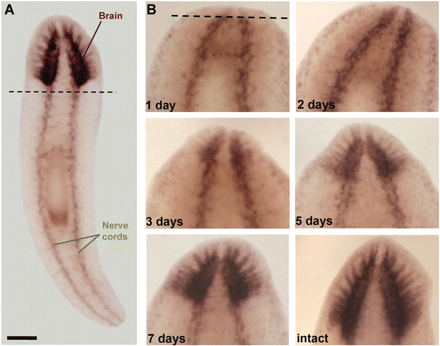 A
Brain
Nerve
cords
B
1 day
2 days
3 days
5 days
7 days
intact